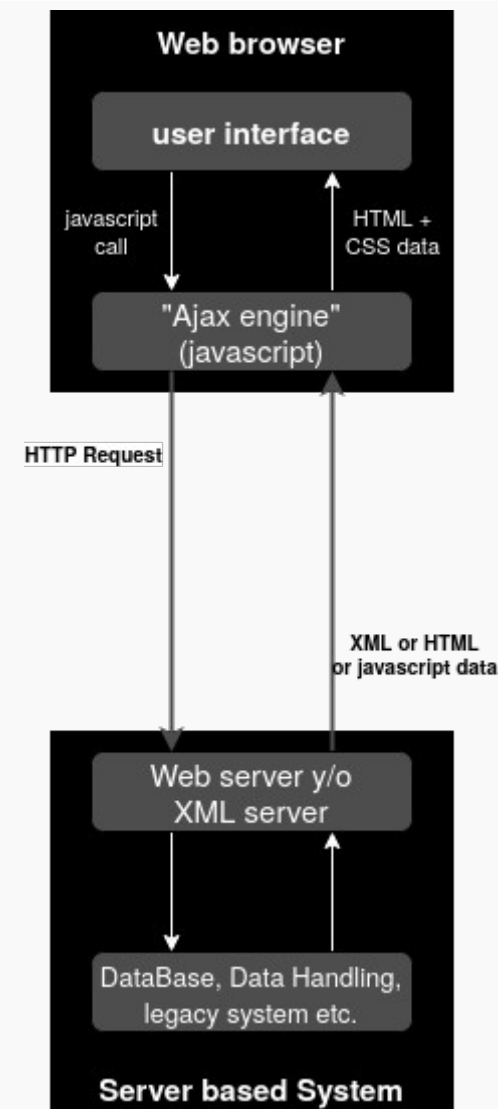 Web browser
user interface
javascript
call
HTML +
CSS data
"Ajax engine"
(javascript)
HTTP Request
XML or HTML
or javascript data
Web server y/o
XML server
DataBase, Data Handling,
legacy system etc.
Server based System